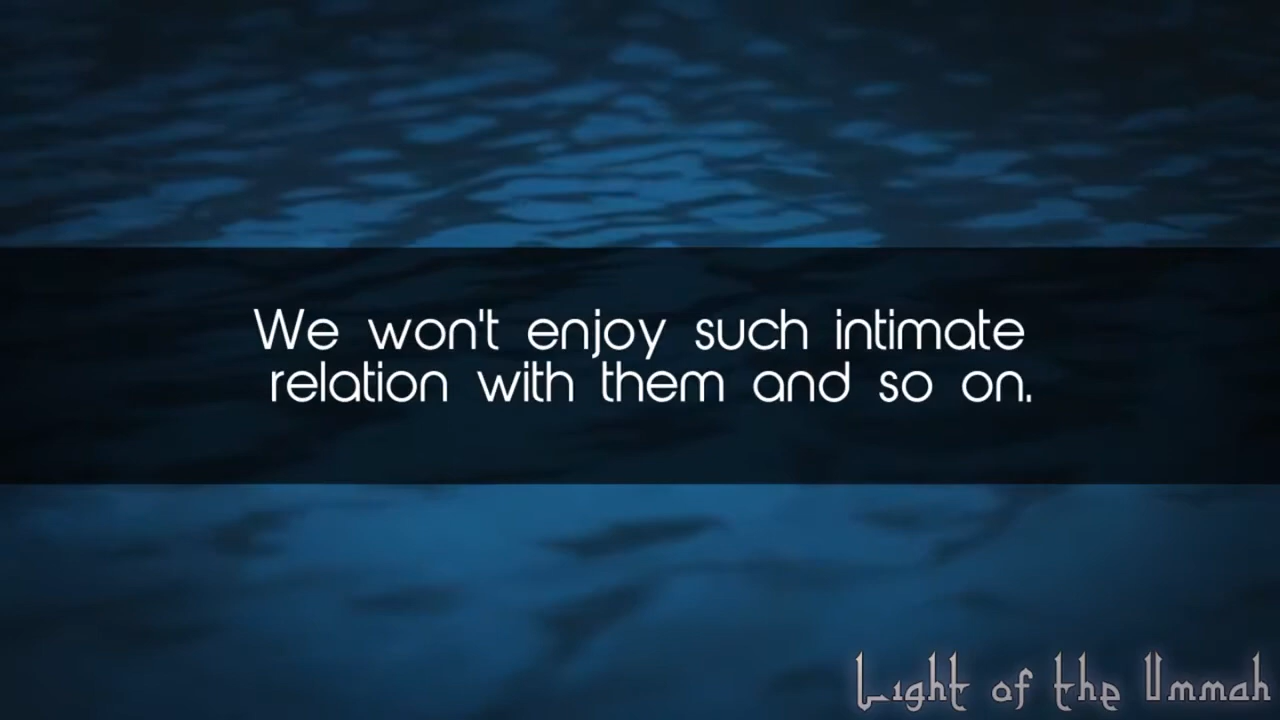 We won't enjoy such intimate
relation with them and so on.
Light of the Ummah